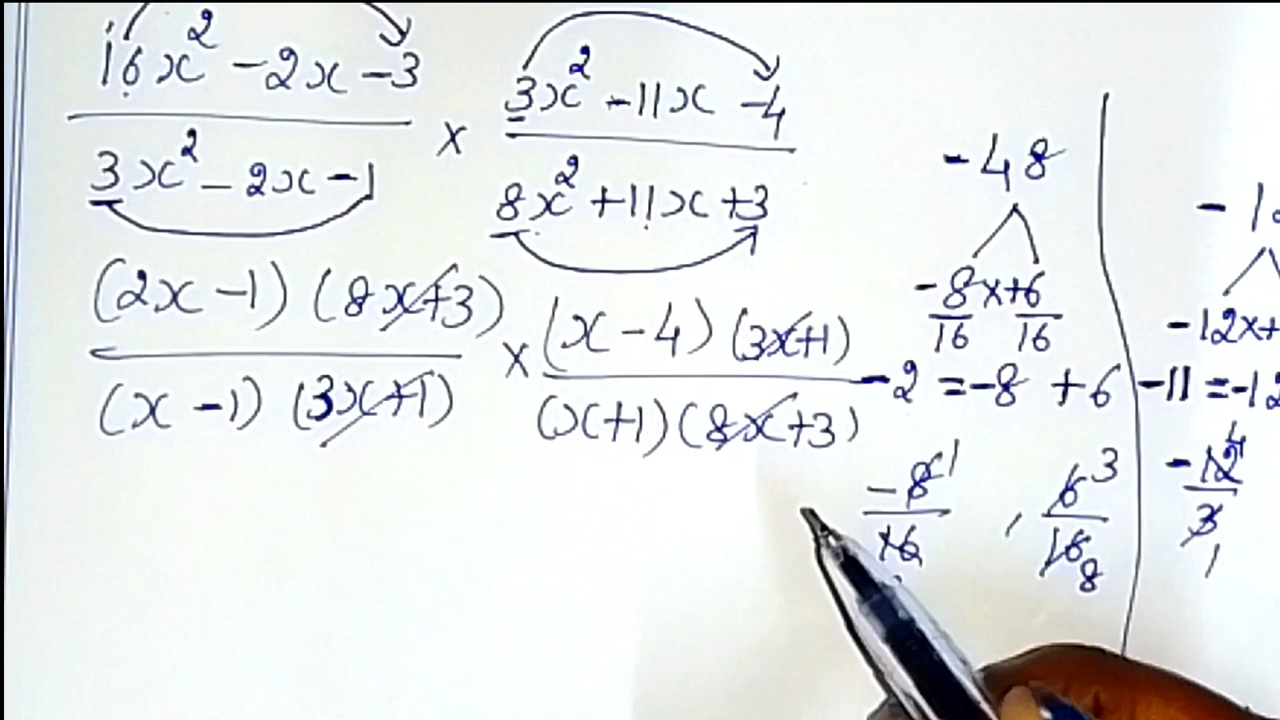 16x² - 2x - 3 / 3x² - 2x - 1 × 3x² - 11x - 4 / 8x² + 11x + 3
(2x - 1) (8x + 3) / (x - 1) (3x + 1) × (x - 4) (3x + 1) / (x + 1) (8x + 3)
-48
-8/16 × +6/16
-2 = -8 + 6
-8/16 1 , 6/16 3 8
-12x+
-11 = -12
-12/3 4 1